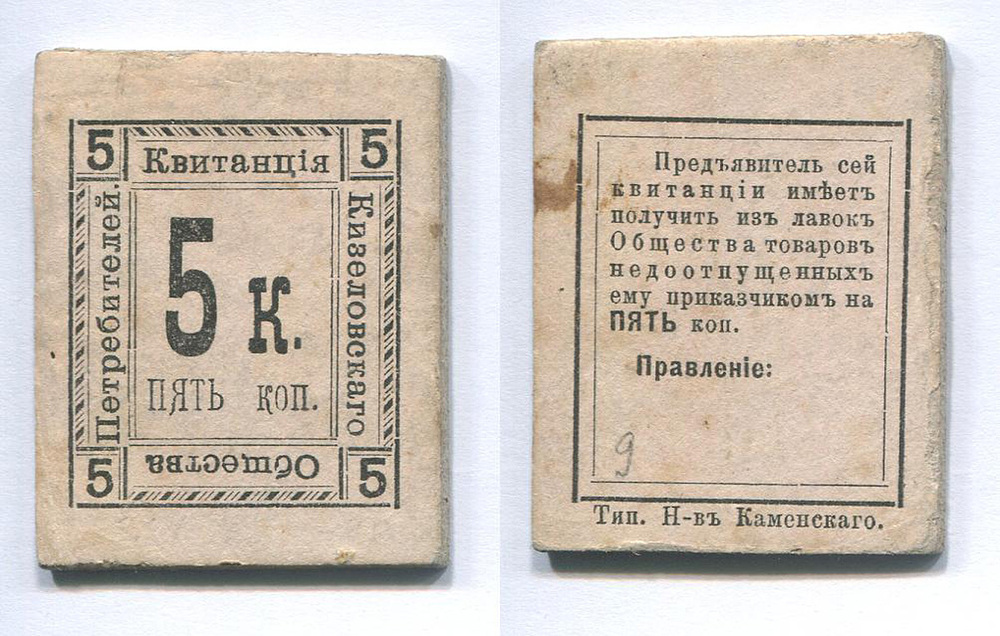 5
Квитанція
5
Кизеловскаго
5 к.
ПЯТЬ коп.
5
Общества
5
Потребителей.
Предъявитель сей
квитанціи имѣетъ
получить изъ лавокъ
Общества товаровъ
недоотпущенныхъ
ему приказчикомъ на
ПЯТЬ коп.
Правленіе:
9
Тип. Н-въ Каменскаго.